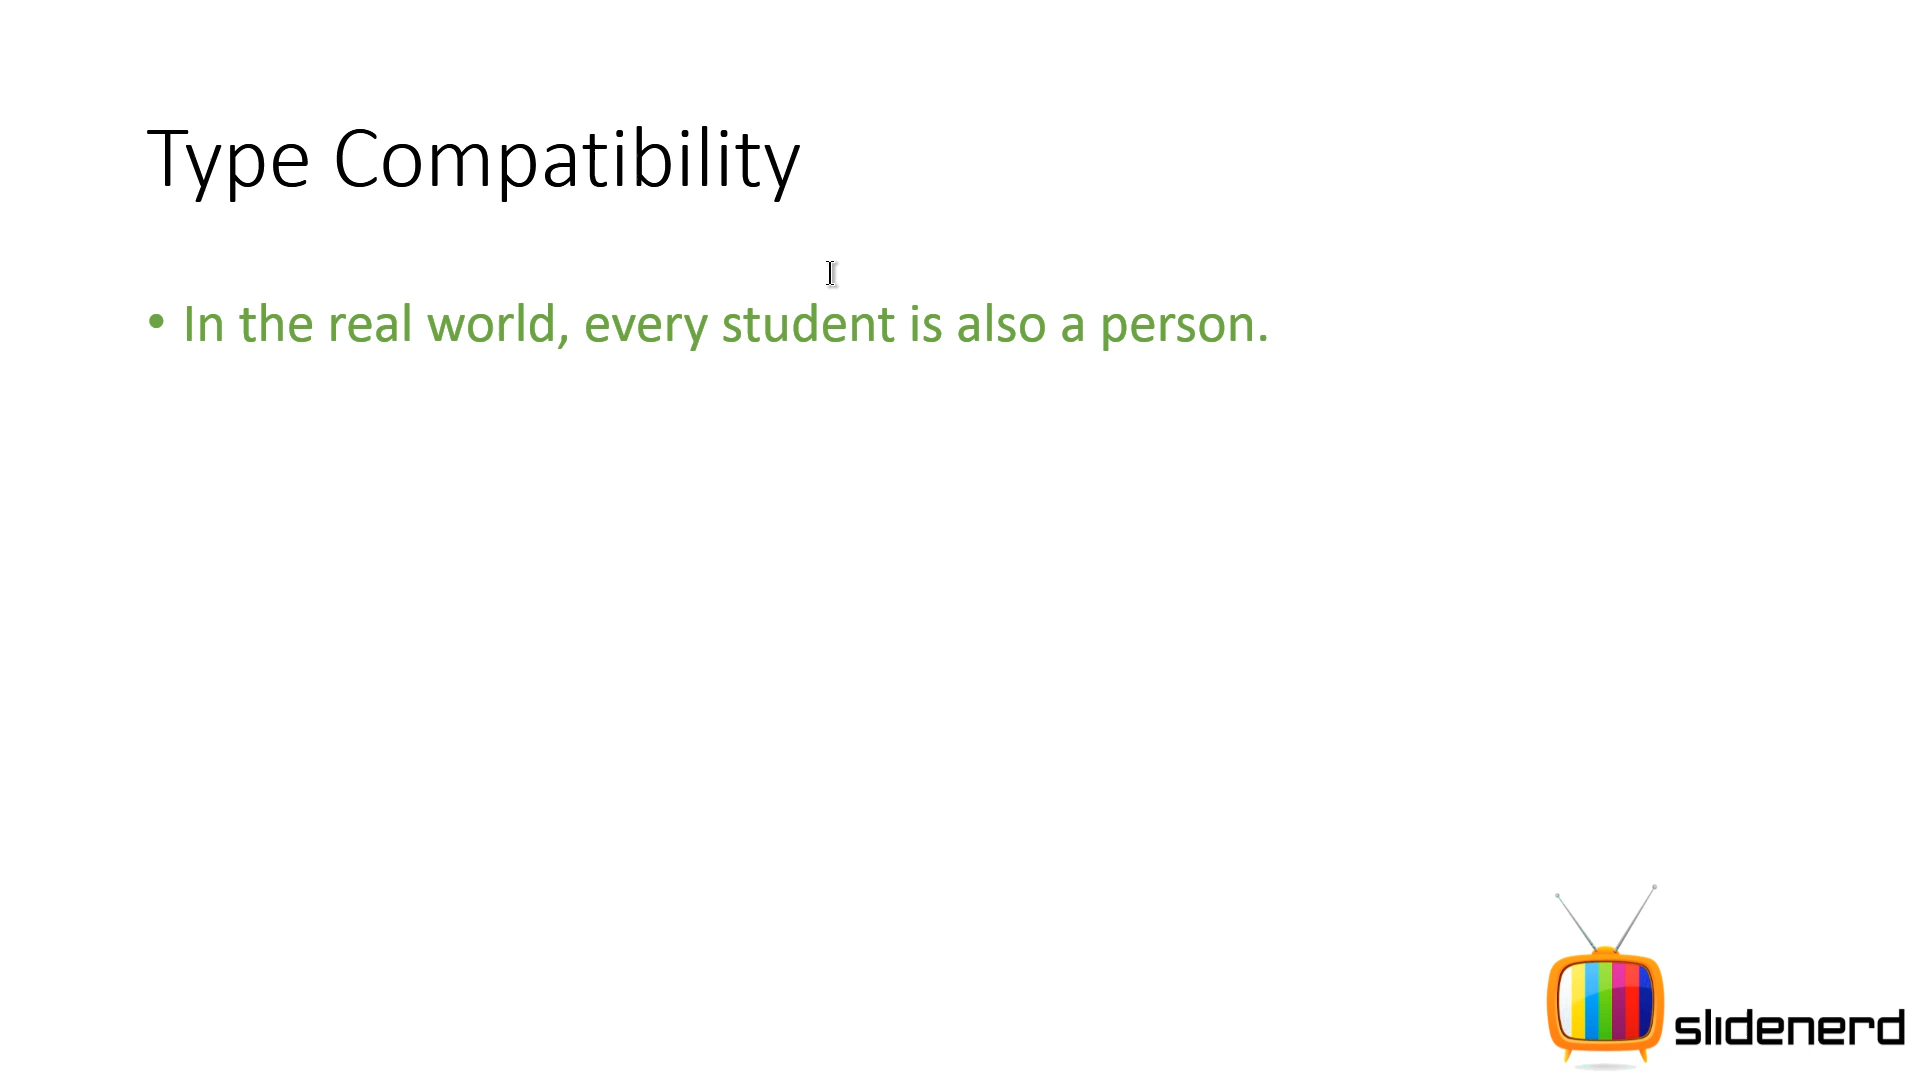 Type Compatibility
• In the real world, every student is also a person.
slidenerd